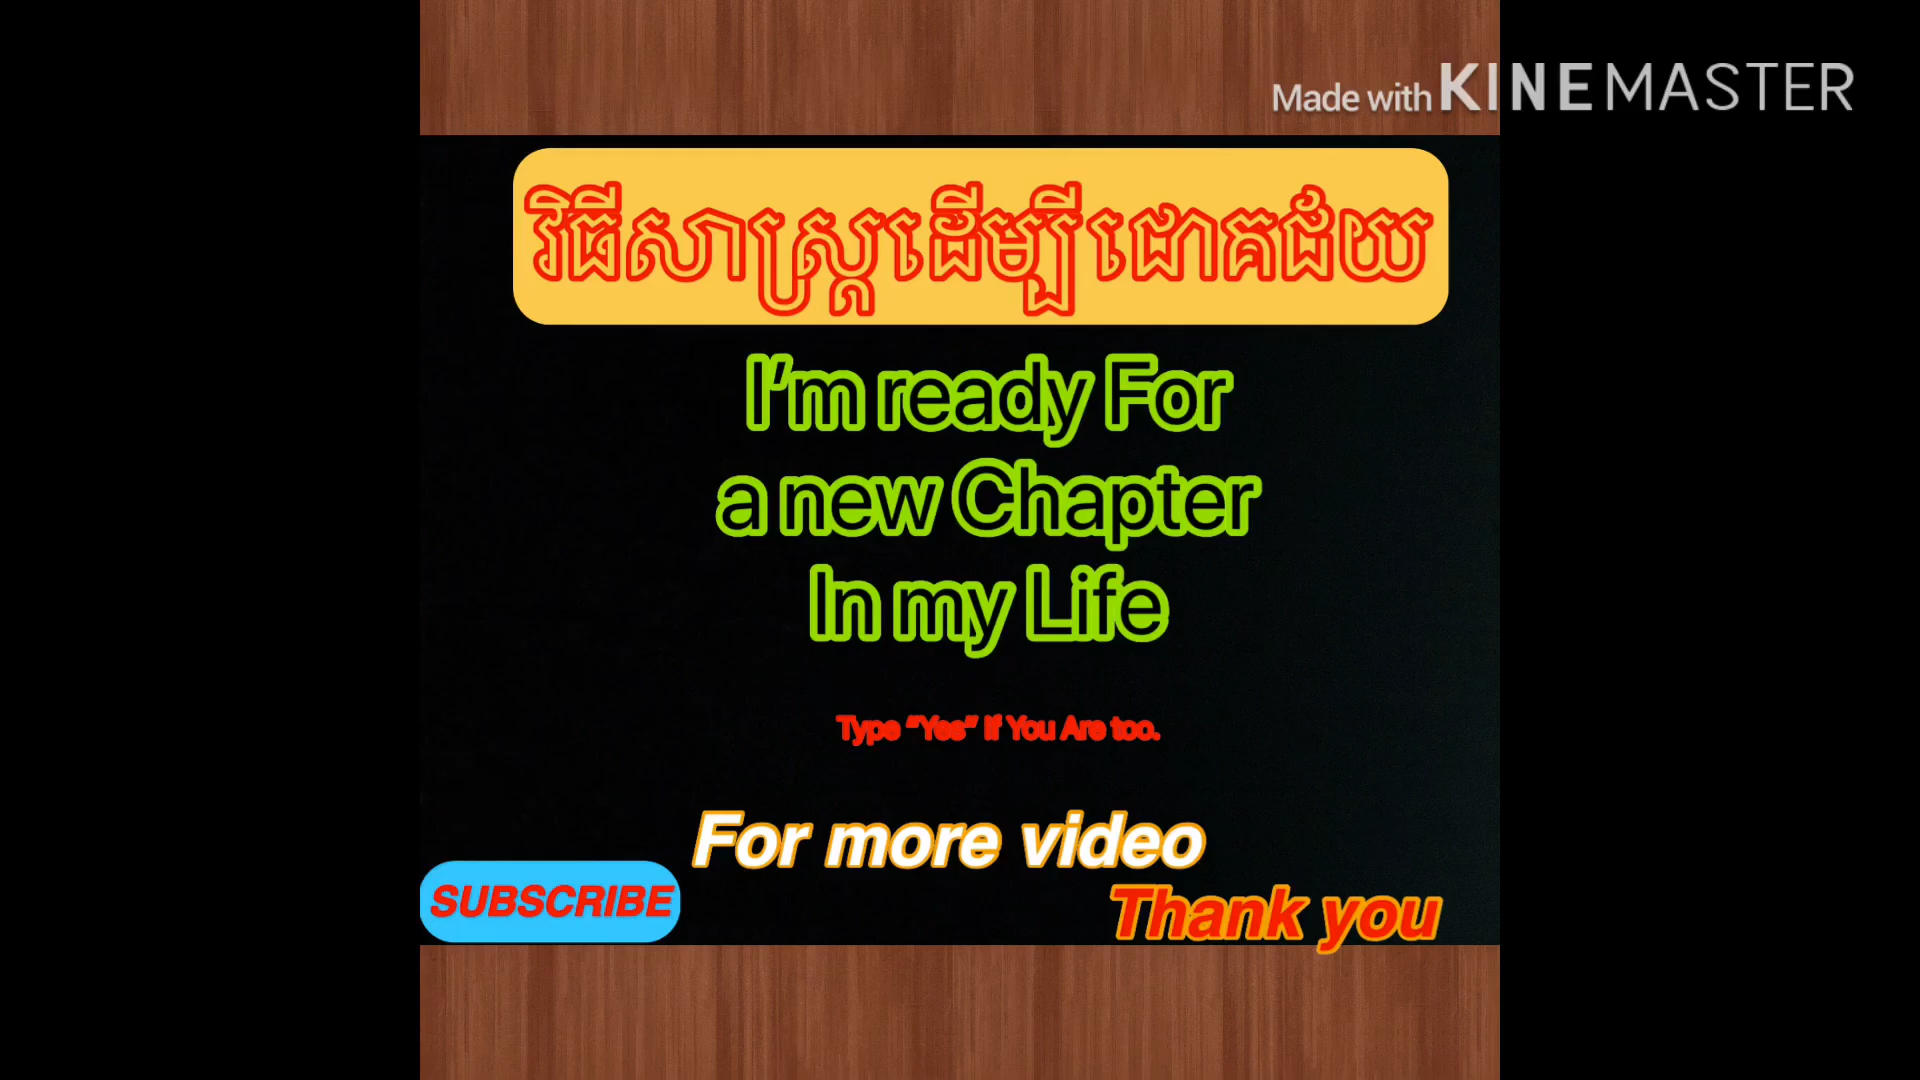 Made with KINEMASTER
វិធីសាស្ត្រដើម្បីជោគជ័យ
I'm ready For
a new Chapter
In my Life
Type "Yes" If You Are too.
For more video
SUBSCRIBE
Thank you